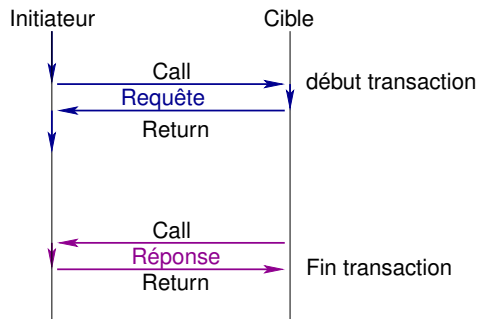 Initiateur Cible
Call
début transaction
Requête
Return
Call
Réponse
Fin transaction
Return